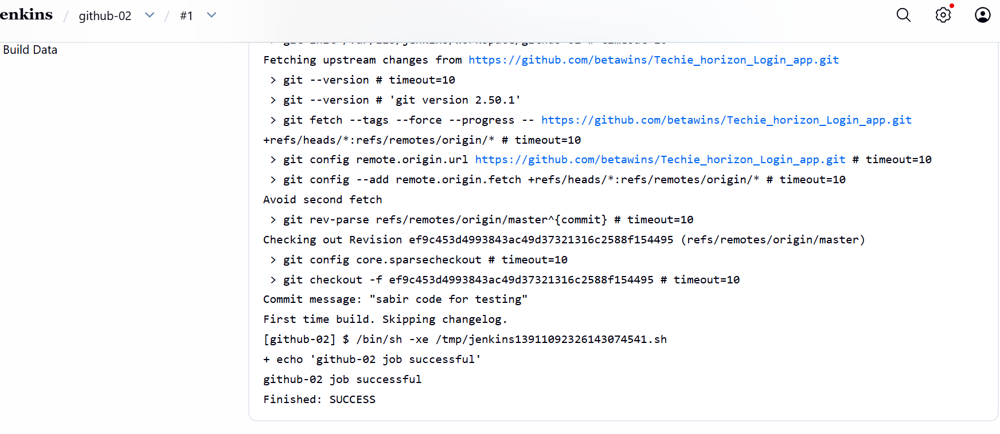 enkins / github-02 / #1
Build Data
Fetching upstream changes from https://github.com/betawins/Techie_horizon_Login_app.git
> git --version # timeout=10
> git --version # 'git version 2.50.1'
> git fetch --tags --force --progress -- https://github.com/betawins/Techie_horizon_Login_app.git
+refs/heads/*:refs/remotes/origin/* # timeout=10
> git config remote.origin.url https://github.com/betawins/Techie_horizon_Login_app.git # timeout=10
> git config --add remote.origin.fetch +refs/heads/*:refs/remotes/origin/* # timeout=10
Avoid second fetch
> git rev-parse refs/remotes/origin/master^{commit} # timeout=10
Checking out Revision ef9c453d4993843ac49d37321316c2588f154495 (refs/remotes/origin/master)
> git config core.sparsecheckout # timeout=10
> git checkout -f ef9c453d4993843ac49d37321316c2588f154495 # timeout=10
Commit message: "sabir code for testing"
First time build. Skipping changelog.
[github-02] $ /bin/sh -xe /tmp/jenkins13911092326143074541.sh
+ echo 'github-02 job successful'
github-02 job successful
Finished: SUCCESS